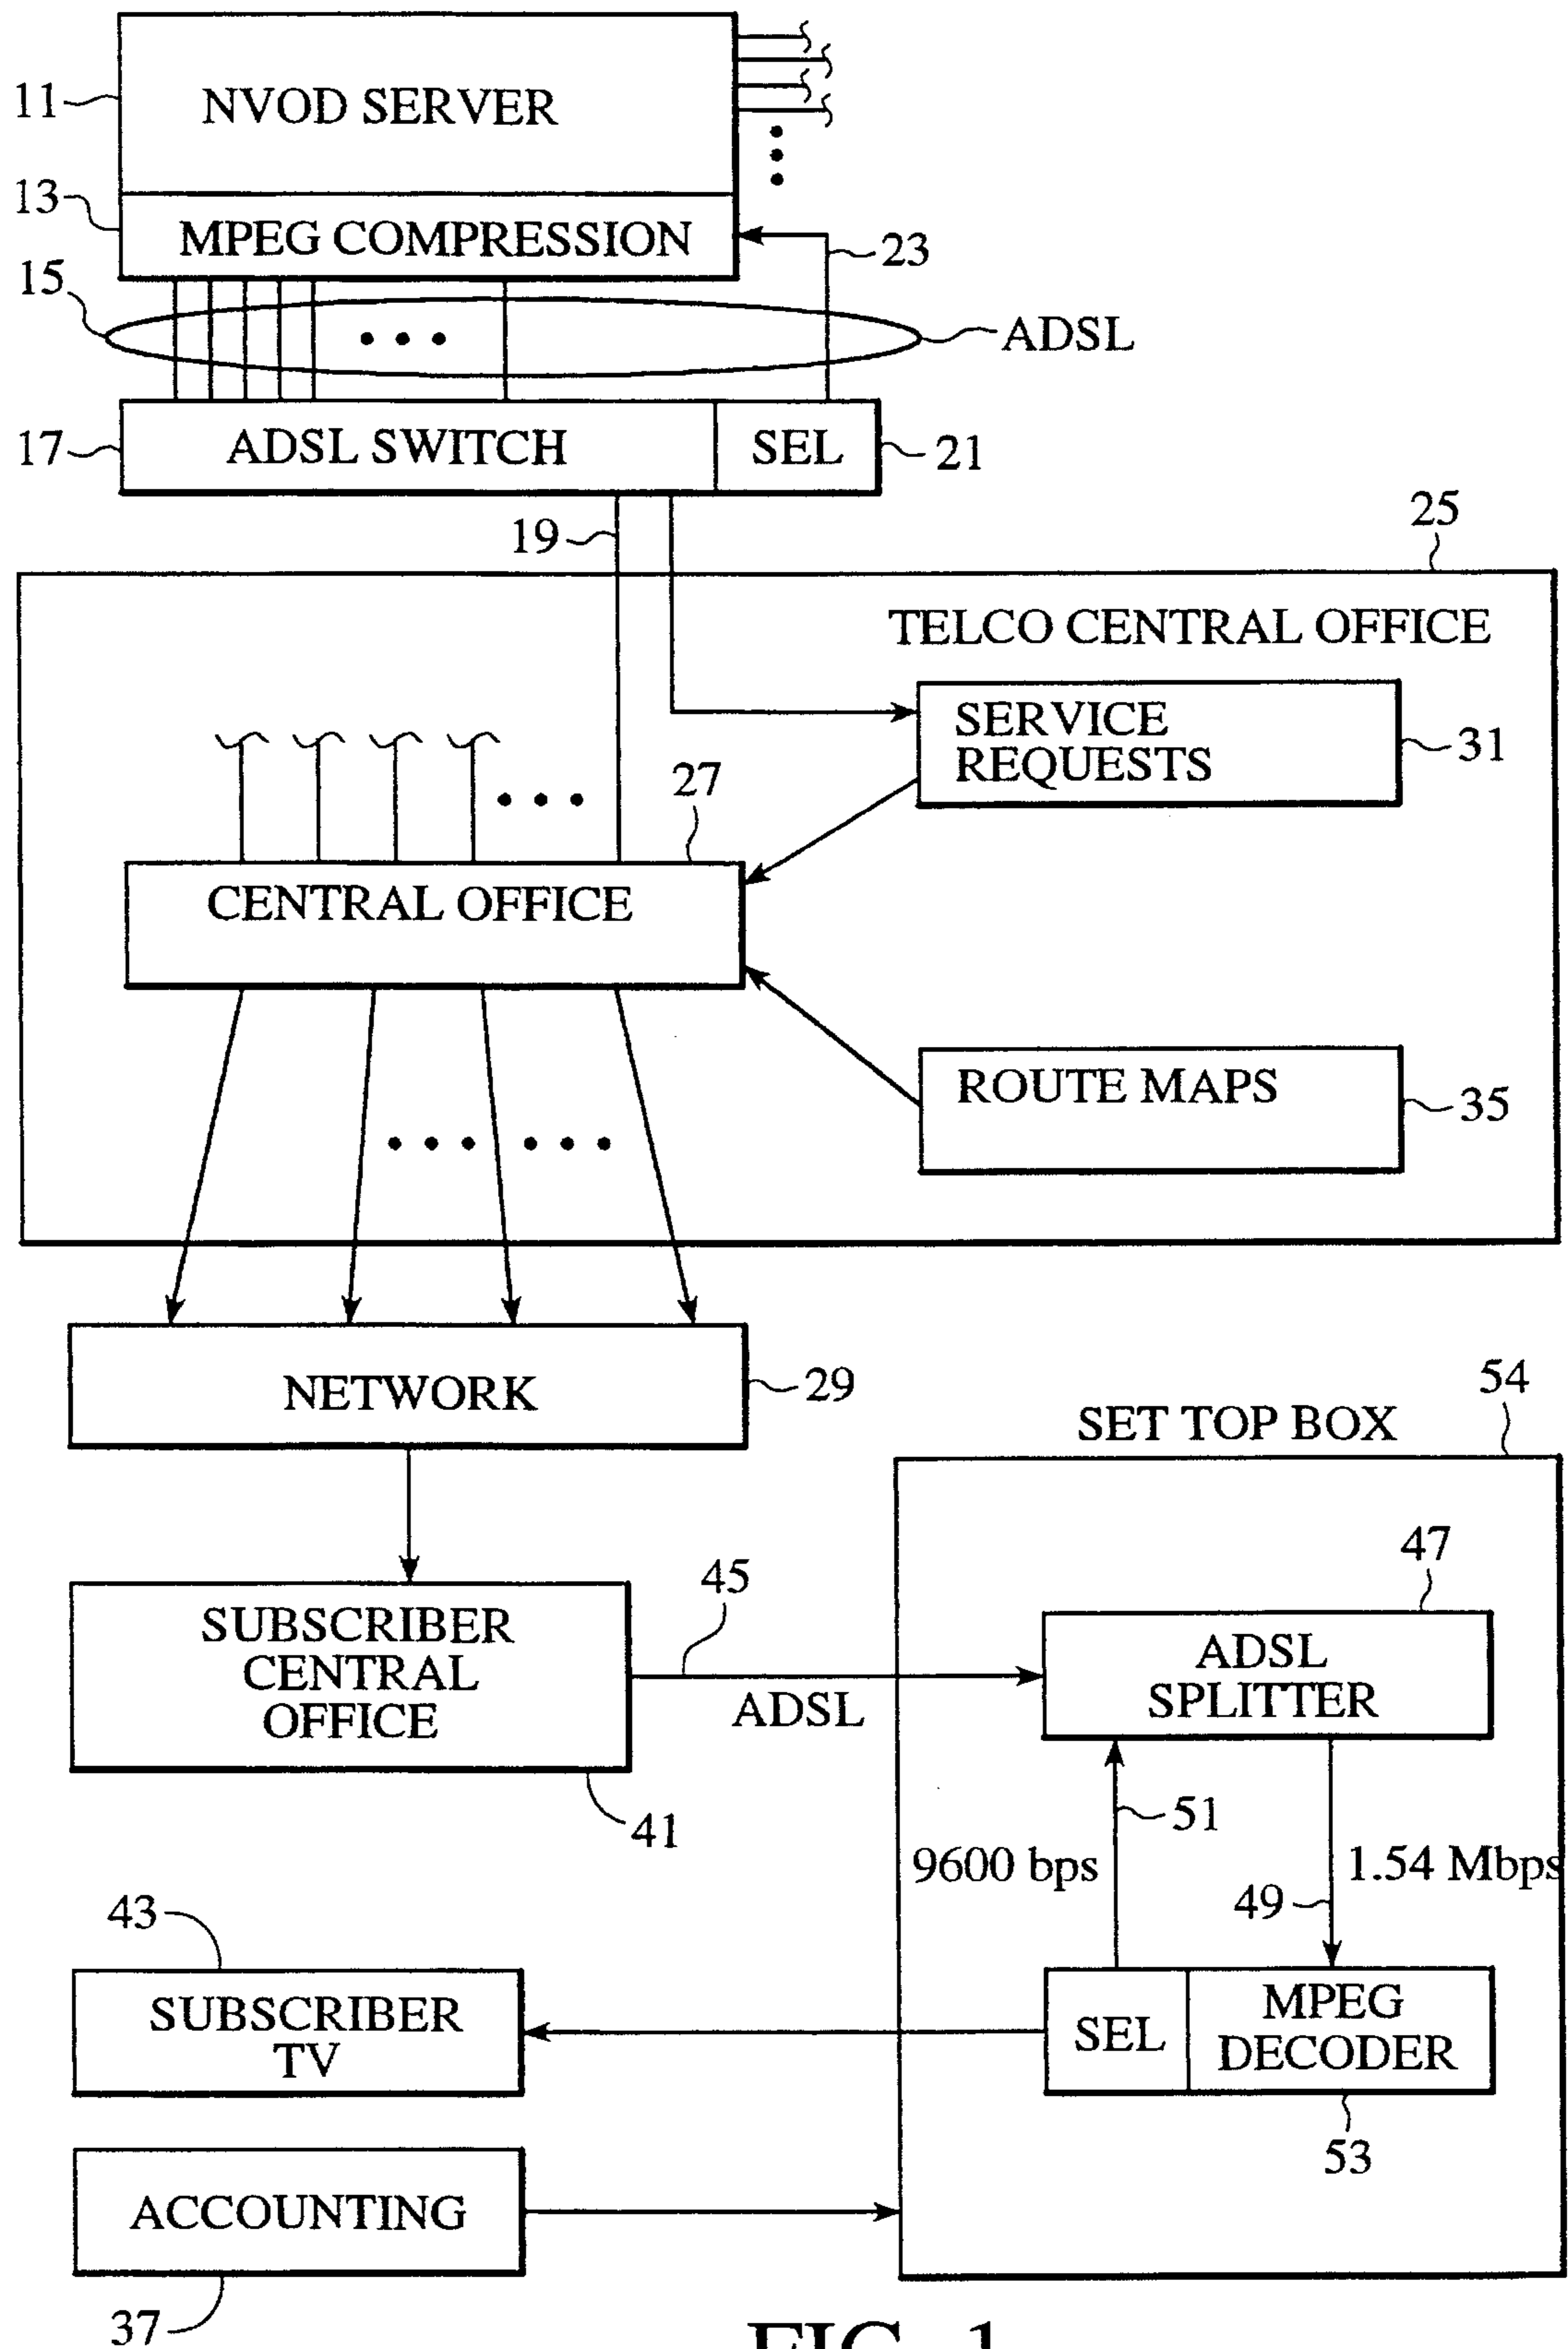 11
NVOD SERVER
13
MPEG COMPRESSION
23
15
ADSL
17
ADSL SWITCH
SEL
21
19
25
TELCO CENTRAL OFFICE
SERVICE
REQUESTS
31
27
CENTRAL OFFICE
ROUTE MAPS
35
NETWORK
29
54
SET TOP BOX
47
45
SUBSCRIBER
CENTRAL
OFFICE
ADSL
ADSL
SPLITTER
41
51
9600 bps
1.54 Mbps
49
43
SUBSCRIBER
TV
SEL
MPEG
DECODER
53
ACCOUNTING
37
FIG. 1